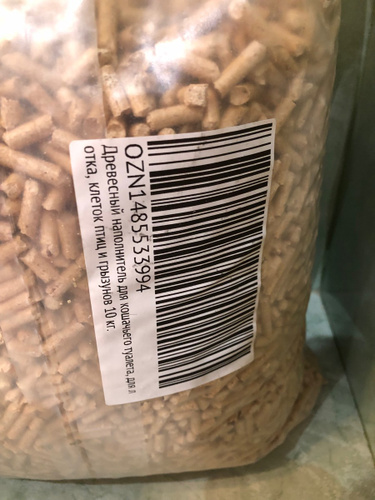 OZN1485533994
Древесный наполнитель для кошачьего туалета, для л
отка, клеток птиц и грызунов 10 кг.